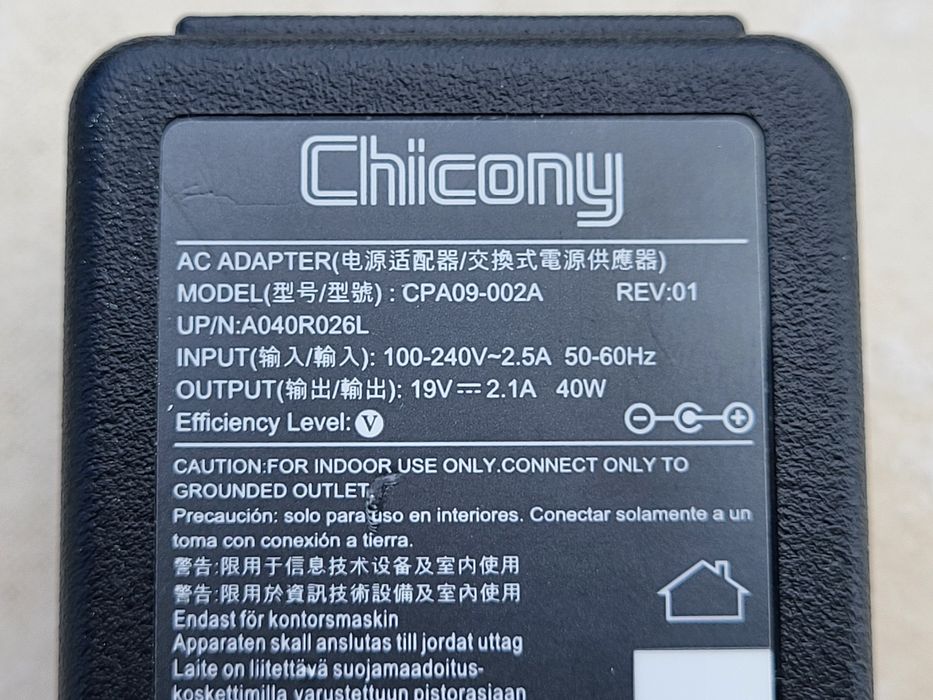 Chicony
AC ADAPTER(电源适配器/交換式電源供應器)
MODEL(型号/型號) : CPA09-002A REV:01
UP/N:A040R026L
INPUT(输入/輸入): 100-240V~2.5A 50-60Hz
OUTPUT(输出/輸出): 19V⎓2.1A 40W
Efficiency Level: V
CAUTION:FOR INDOOR USE ONLY.CONNECT ONLY TO
GROUNDED OUTLET.
Precaución: solo para uso en interiores. Conectar solamente a un
toma con conexión a tierra.
警告:限用于信息技术设备及室内使用
警告:限用於資訊技術設備及室內使用
Endast för kontorsmaskin
Apparaten skall anslutas till jordat uttag
Laite on liitettävä suojamaadoitus-
koskettimilla varustettuun pistorasiaan